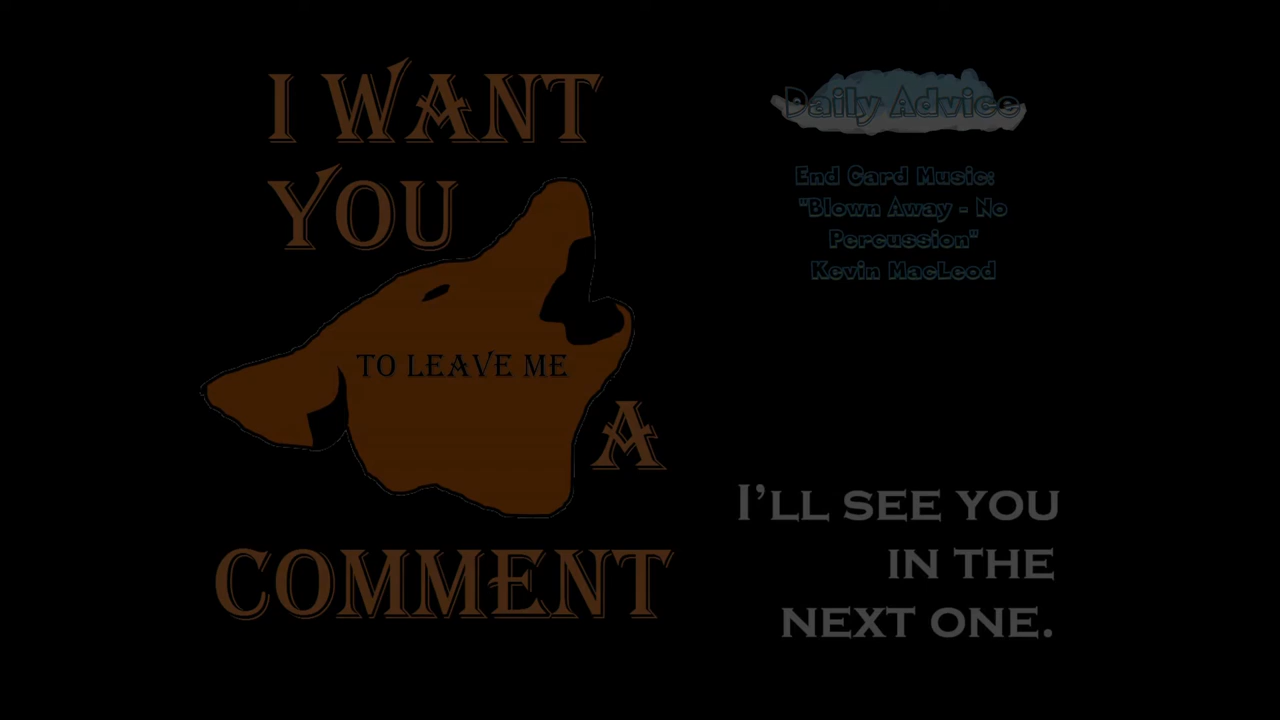 I WANT
YOU
TO LEAVE ME
A
COMMENT
Daily Advice
End Card Music:
"Blown Away - No
Percussion"
Kevin MacLeod
I'LL SEE YOU
IN THE
NEXT ONE.